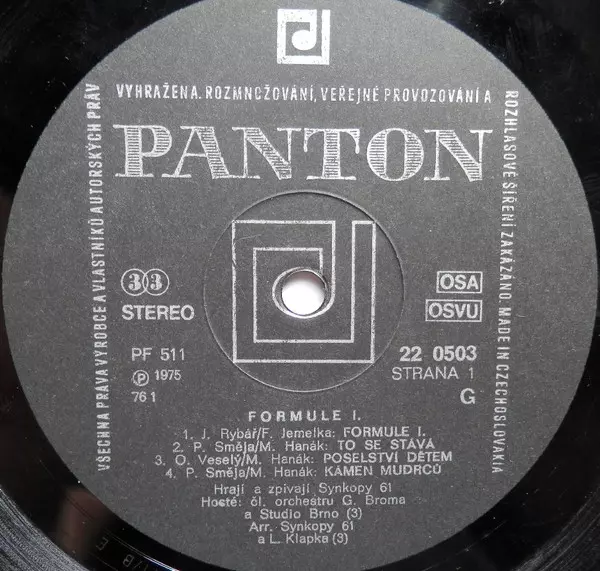 VYHRAŽENA. ROZMNOŽOVÁNÍ, VEŘEJNÉ PROVOZOVÁNÍ A
ROZHLASOVÉ ŠÍŘENÍ ZAKÁZÁNO. MADE IN CZECHOSLOVAKIA
VŠECHNA PRÁVA VÝROBCE A VLASTNÍKŮ AUTORSKÝCH PRÁV
PANTON
33
STEREO
OSA
OSVU
PF 511
℗ 1975
76 1
22 0503
STRANA 1
G
FORMULE I.
1. J. Rybář/F. Jemelka: FORMULE I.
2. P. Směja/M. Hanák: TO SE STÁVÁ
3. O. Veselý/M. Hanák: POSELSTVÍ DĚTEM
4. P. Směja/M. Hanák: KÁMEN MUDRCŮ
Hrají a zpívají Synkopy 61
Hosté: čl. orchestru G. Broma
a Studio Brno (3)
Arr. Synkopy 61
a L. Klapka (3)